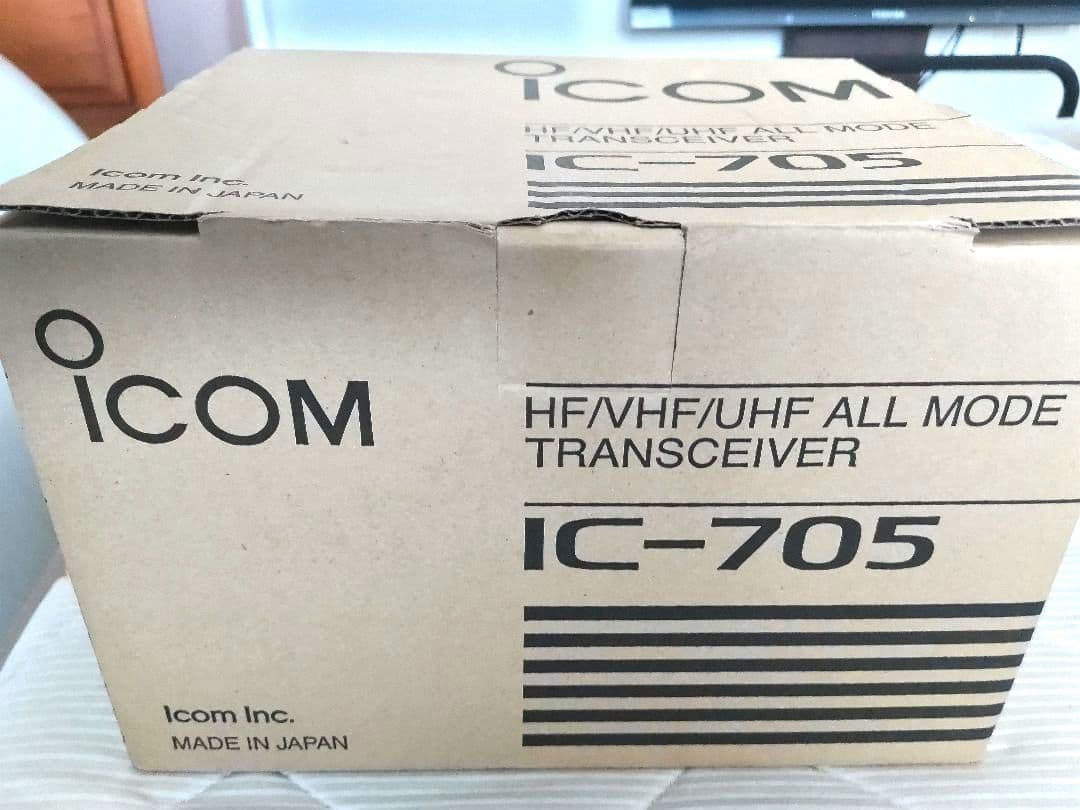 ICOM
HF/VHF/UHF ALL MODE
TRANSCEIVER
IC-705
Icom Inc.
MADE IN JAPAN
ICOM
HF/VHF/UHF ALL MODE
TRANSCEIVER
IC-705
Icom Inc.
MADE IN JAPAN